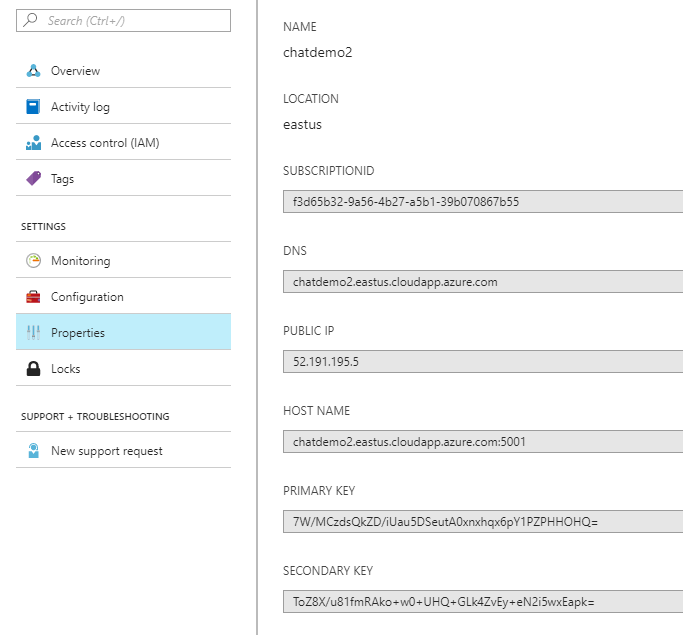 Search (Ctrl+/)
Overview
Activity log
Access control (IAM)
Tags
SETTINGS
Monitoring
Configuration
Properties
Locks
SUPPORT + TROUBLESHOOTING
New support request
NAME
chatdemo2
LOCATION
eastus
SUBSCRIPTIONID
f3d65b32-9a56-4b27-a5b1-39b070867b55
DNS
chatdemo2.eastus.cloudapp.azure.com
PUBLIC IP
52.191.195.5
HOST NAME
chatdemo2.eastus.cloudapp.azure.com:5001
PRIMARY KEY
7W/MCzdsQkZD/iUau5DSeutA0xnxhqx6pY1PZPHHOHQ=
SECONDARY KEY
ToZ8X/u81fmRAko+w0+UHQ+GLk4ZvEy+eN2i5wxEapk=